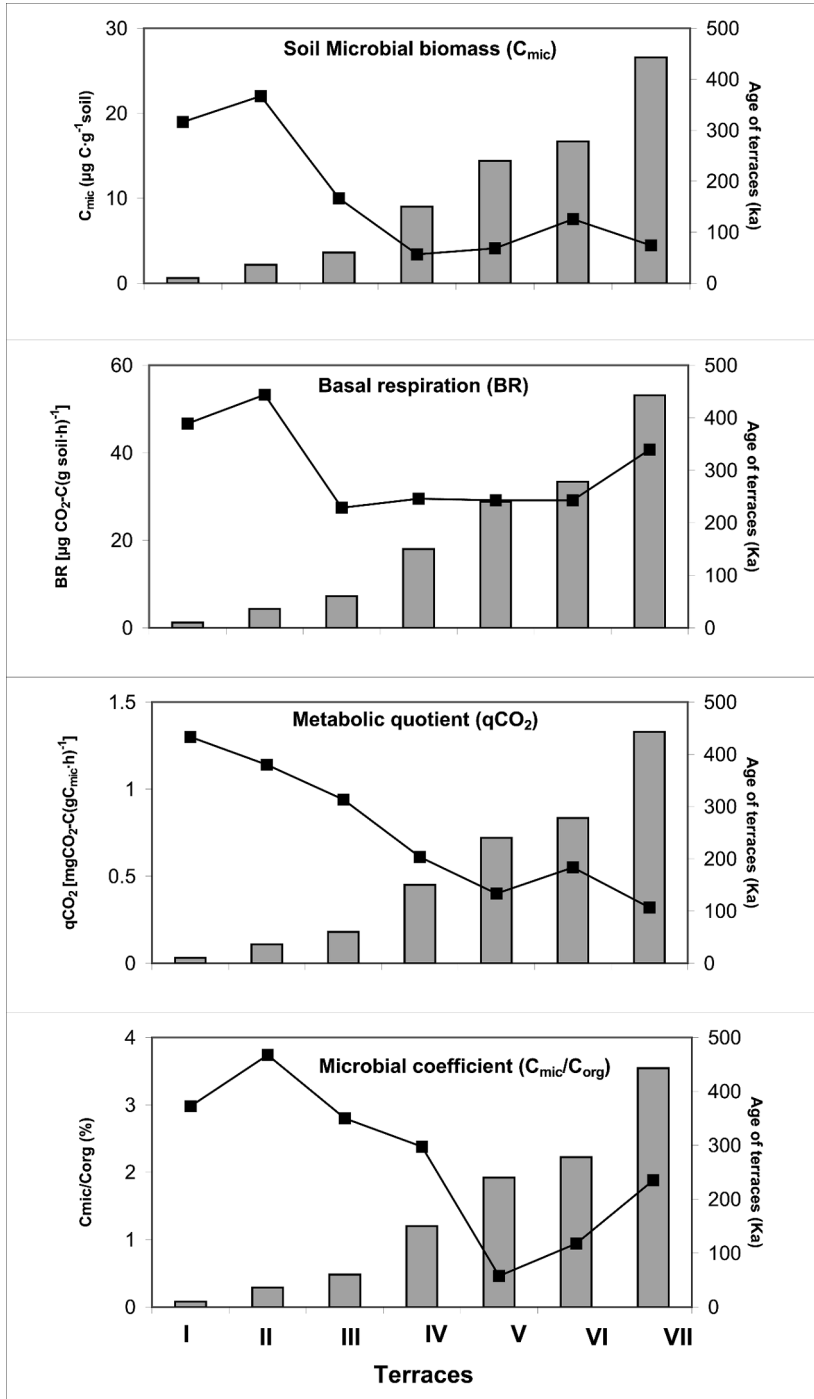 Soil Microbial biomass (Cmic)
Cmic (µg C·g-1soil)
30
20
10
0
500
400
300
200
100
0
Age of terraces (ka)
Basal respiration (BR)
BR [µg CO2-C(g soil·h)-1]
60
40
20
0
500
400
300
200
100
0
Age of terraces (Ka)
Metabolic quotient (qCO2)
qCO2 [mgCO2-C(gCmic·h)-1]
1.5
1
0.5
0
500
400
300
200
100
0
Age of terraces (Ka)
Microbial coefficient (Cmic/Corg)
Cmic/Corg (%)
4
3
2
1
0
500
400
300
200
100
0
Age of terraces (Ka)
I II III IV V VI VII
Terraces